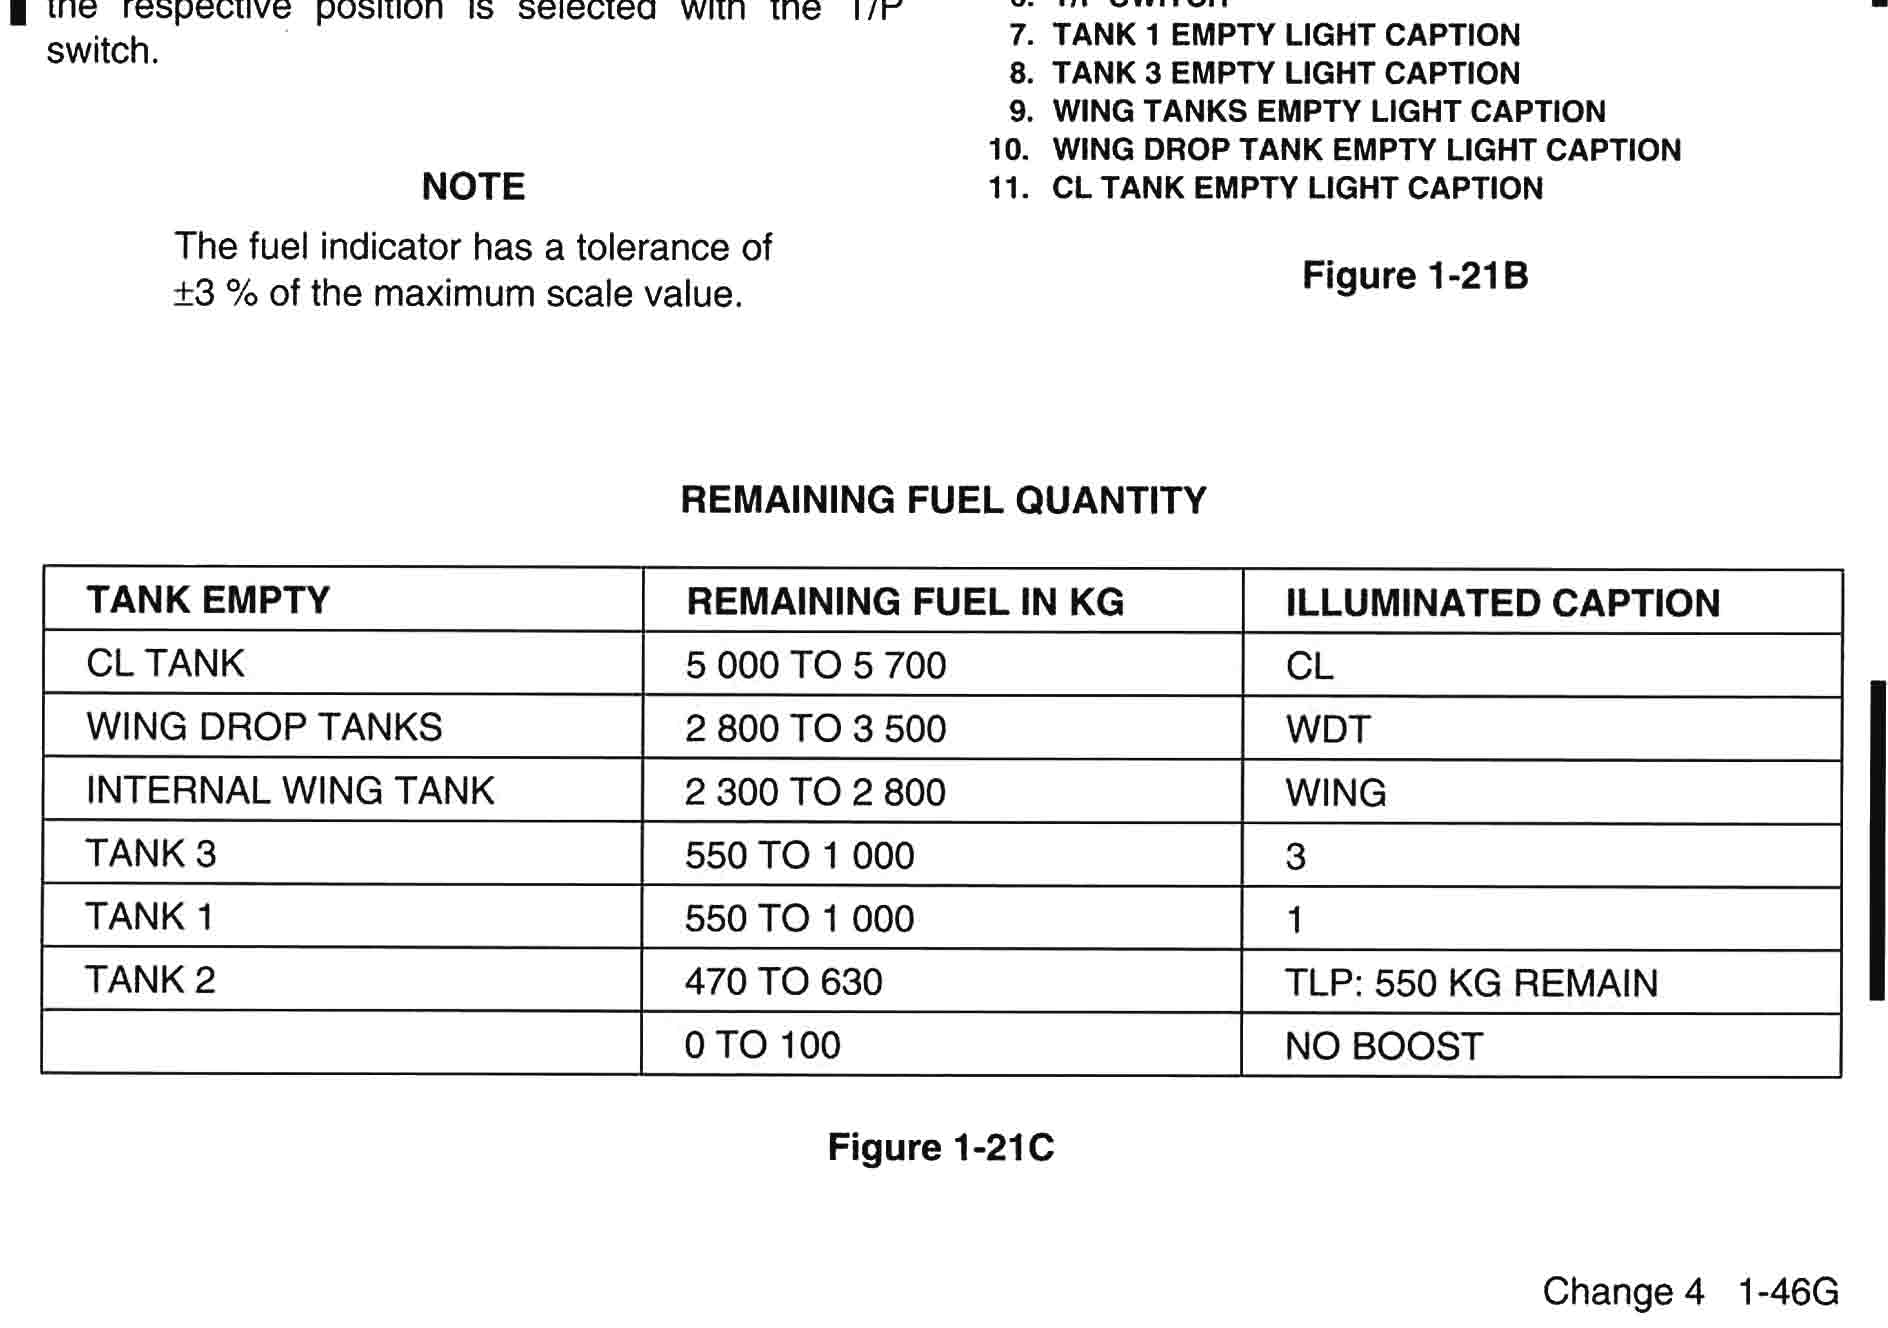 the respective position is selected with the T/P
switch.
NOTE
The fuel indicator has a tolerance of
±3 % of the maximum scale value.
6. T/P SWITCH
7. TANK 1 EMPTY LIGHT CAPTION
8. TANK 3 EMPTY LIGHT CAPTION
9. WING TANKS EMPTY LIGHT CAPTION
10. WING DROP TANK EMPTY LIGHT CAPTION
11. CL TANK EMPTY LIGHT CAPTION
Figure 1-21B
REMAINING FUEL QUANTITY
TANK EMPTY REMAINING FUEL IN KG ILLUMINATED CAPTION
CL TANK 5 000 TO 5 700 CL
WING DROP TANKS 2 800 TO 3 500 WDT
INTERNAL WING TANK 2 300 TO 2 800 WING
TANK 3 550 TO 1 000 3
TANK 1 550 TO 1 000 1
TANK 2 470 TO 630 TLP: 550 KG REMAIN
0 TO 100 NO BOOST
Figure 1-21C
Change 4 1-46G